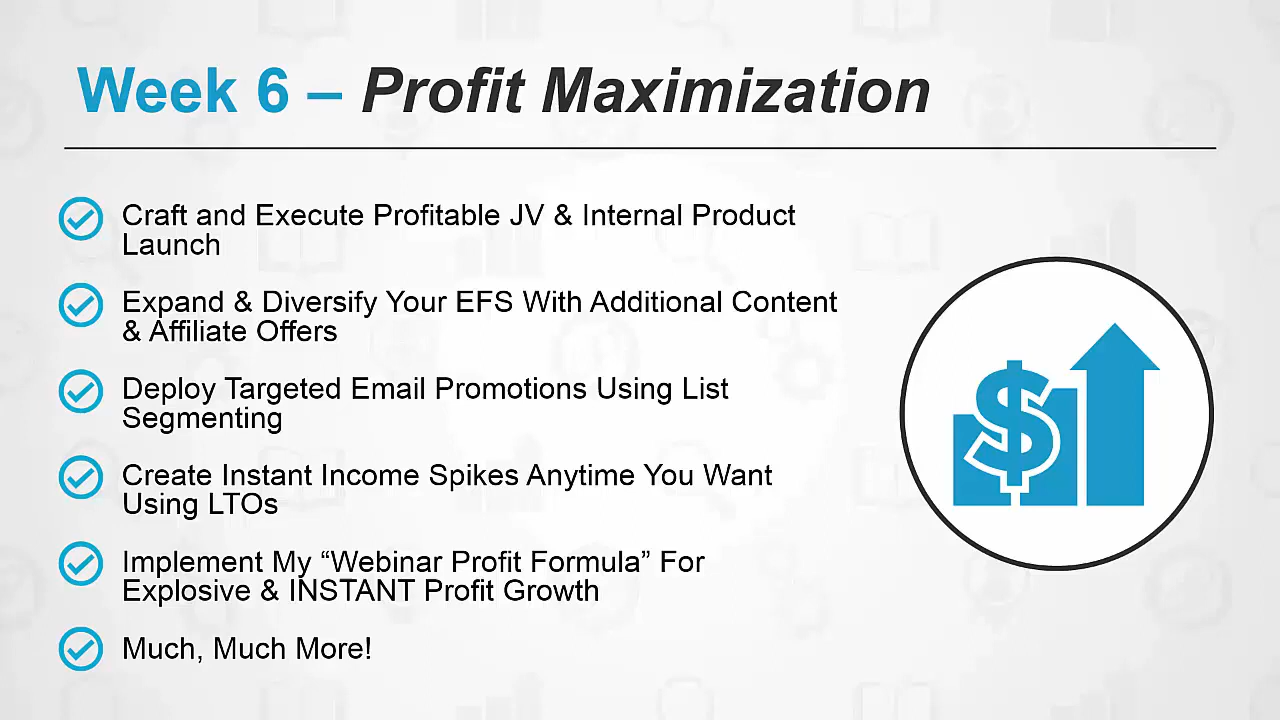 Week 6 – Profit Maximization
Craft and Execute Profitable JV & Internal Product
Launch
Expand & Diversify Your EFS With Additional Content
& Affiliate Offers
Deploy Targeted Email Promotions Using List
Segmenting
Create Instant Income Spikes Anytime You Want
Using LTOs
Implement My “Webinar Profit Formula” For
Explosive & INSTANT Profit Growth
Much, Much More!